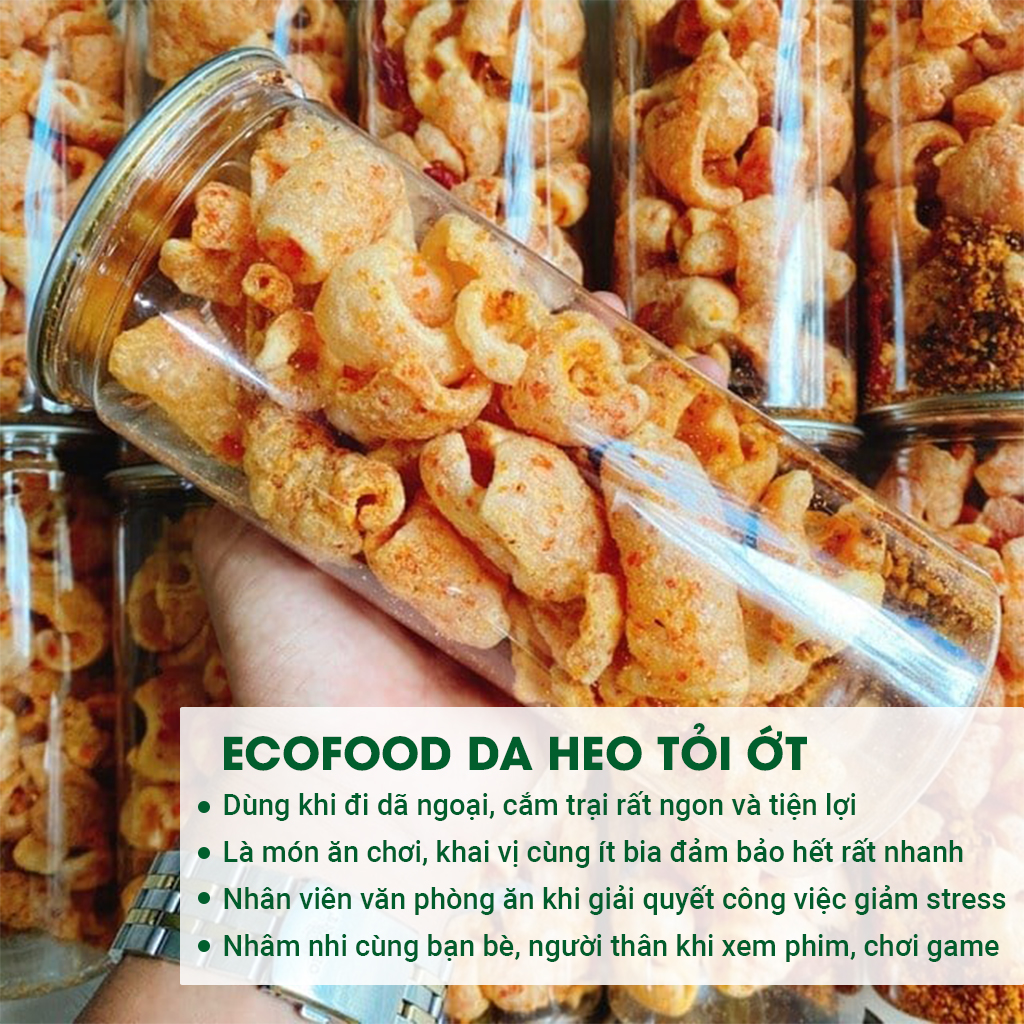 ECOFOOD DA HEO TỎI ỚT
• Dùng khi đi dã ngoại, cắm trại rất ngon và tiện lợi
• Là món ăn chơi, khai vị cùng ít bia đảm bảo hết rất nhanh
• Nhân viên văn phòng ăn khi giải quyết công việc giảm stress
• Nhâm nhi cùng bạn bè, người thân khi xem phim, chơi game